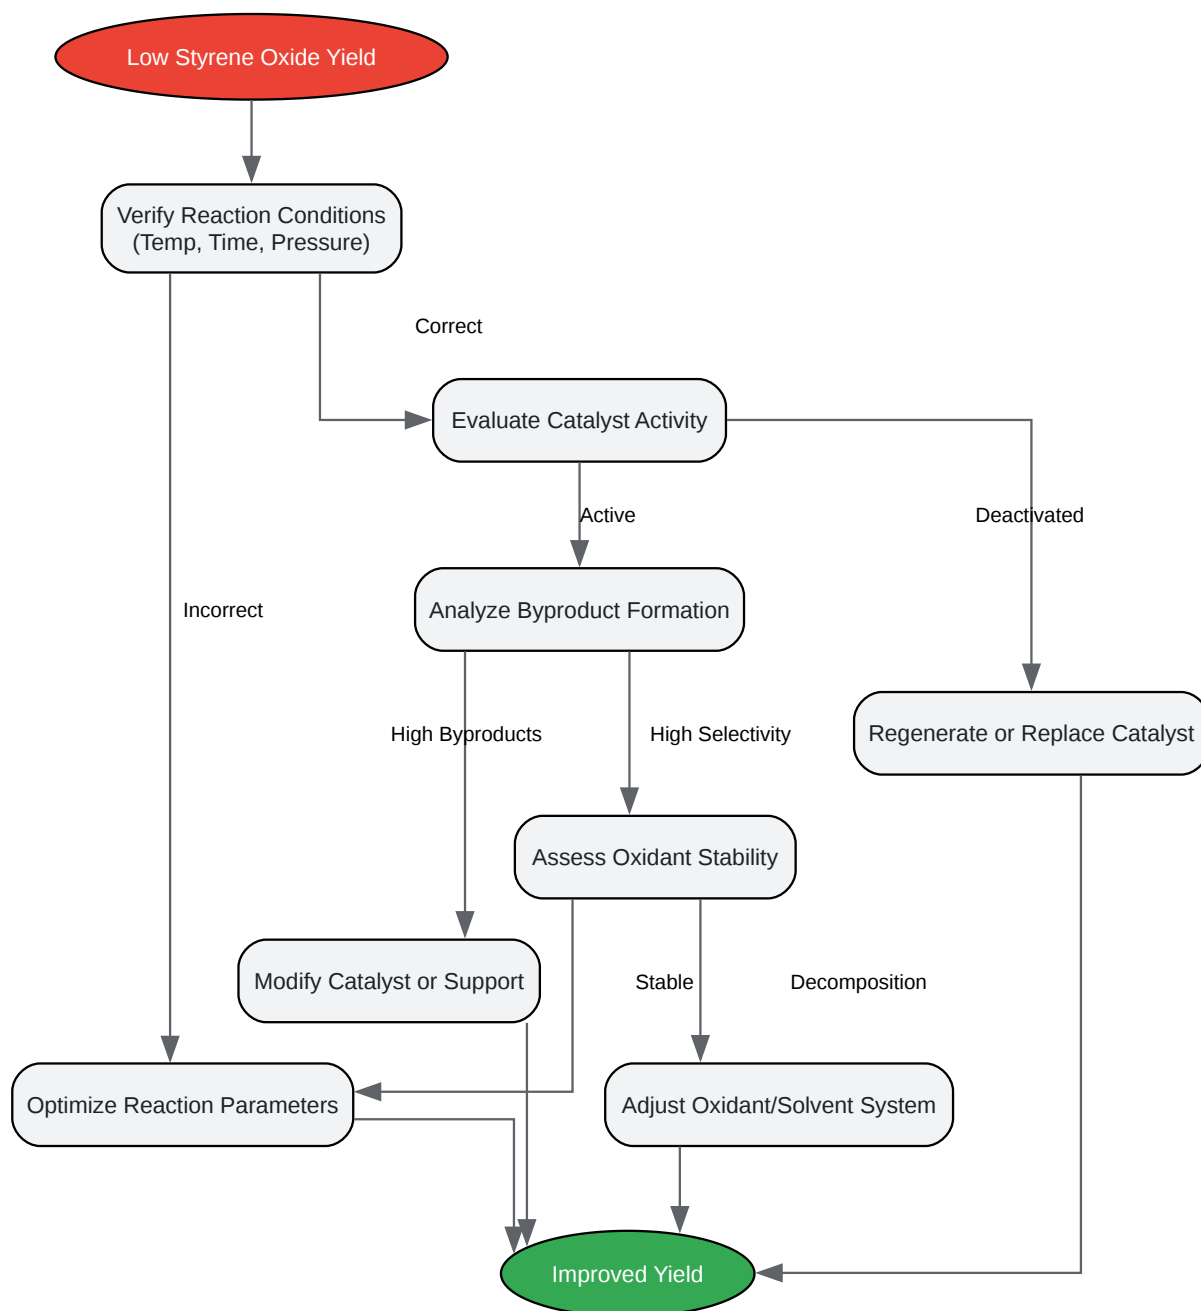 Low Styrene Oxide Yield
Verify Reaction Conditions
(Temp, Time, Pressure)
Correct
Evaluate Catalyst Activity
Active
Deactivated
Analyze Byproduct Formation
Incorrect
High Byproducts
High Selectivity
Regenerate or Replace Catalyst
Assess Oxidant Stability
Modify Catalyst or Support
Stable
Decomposition
Optimize Reaction Parameters
Adjust Oxidant/Solvent System
Improved Yield